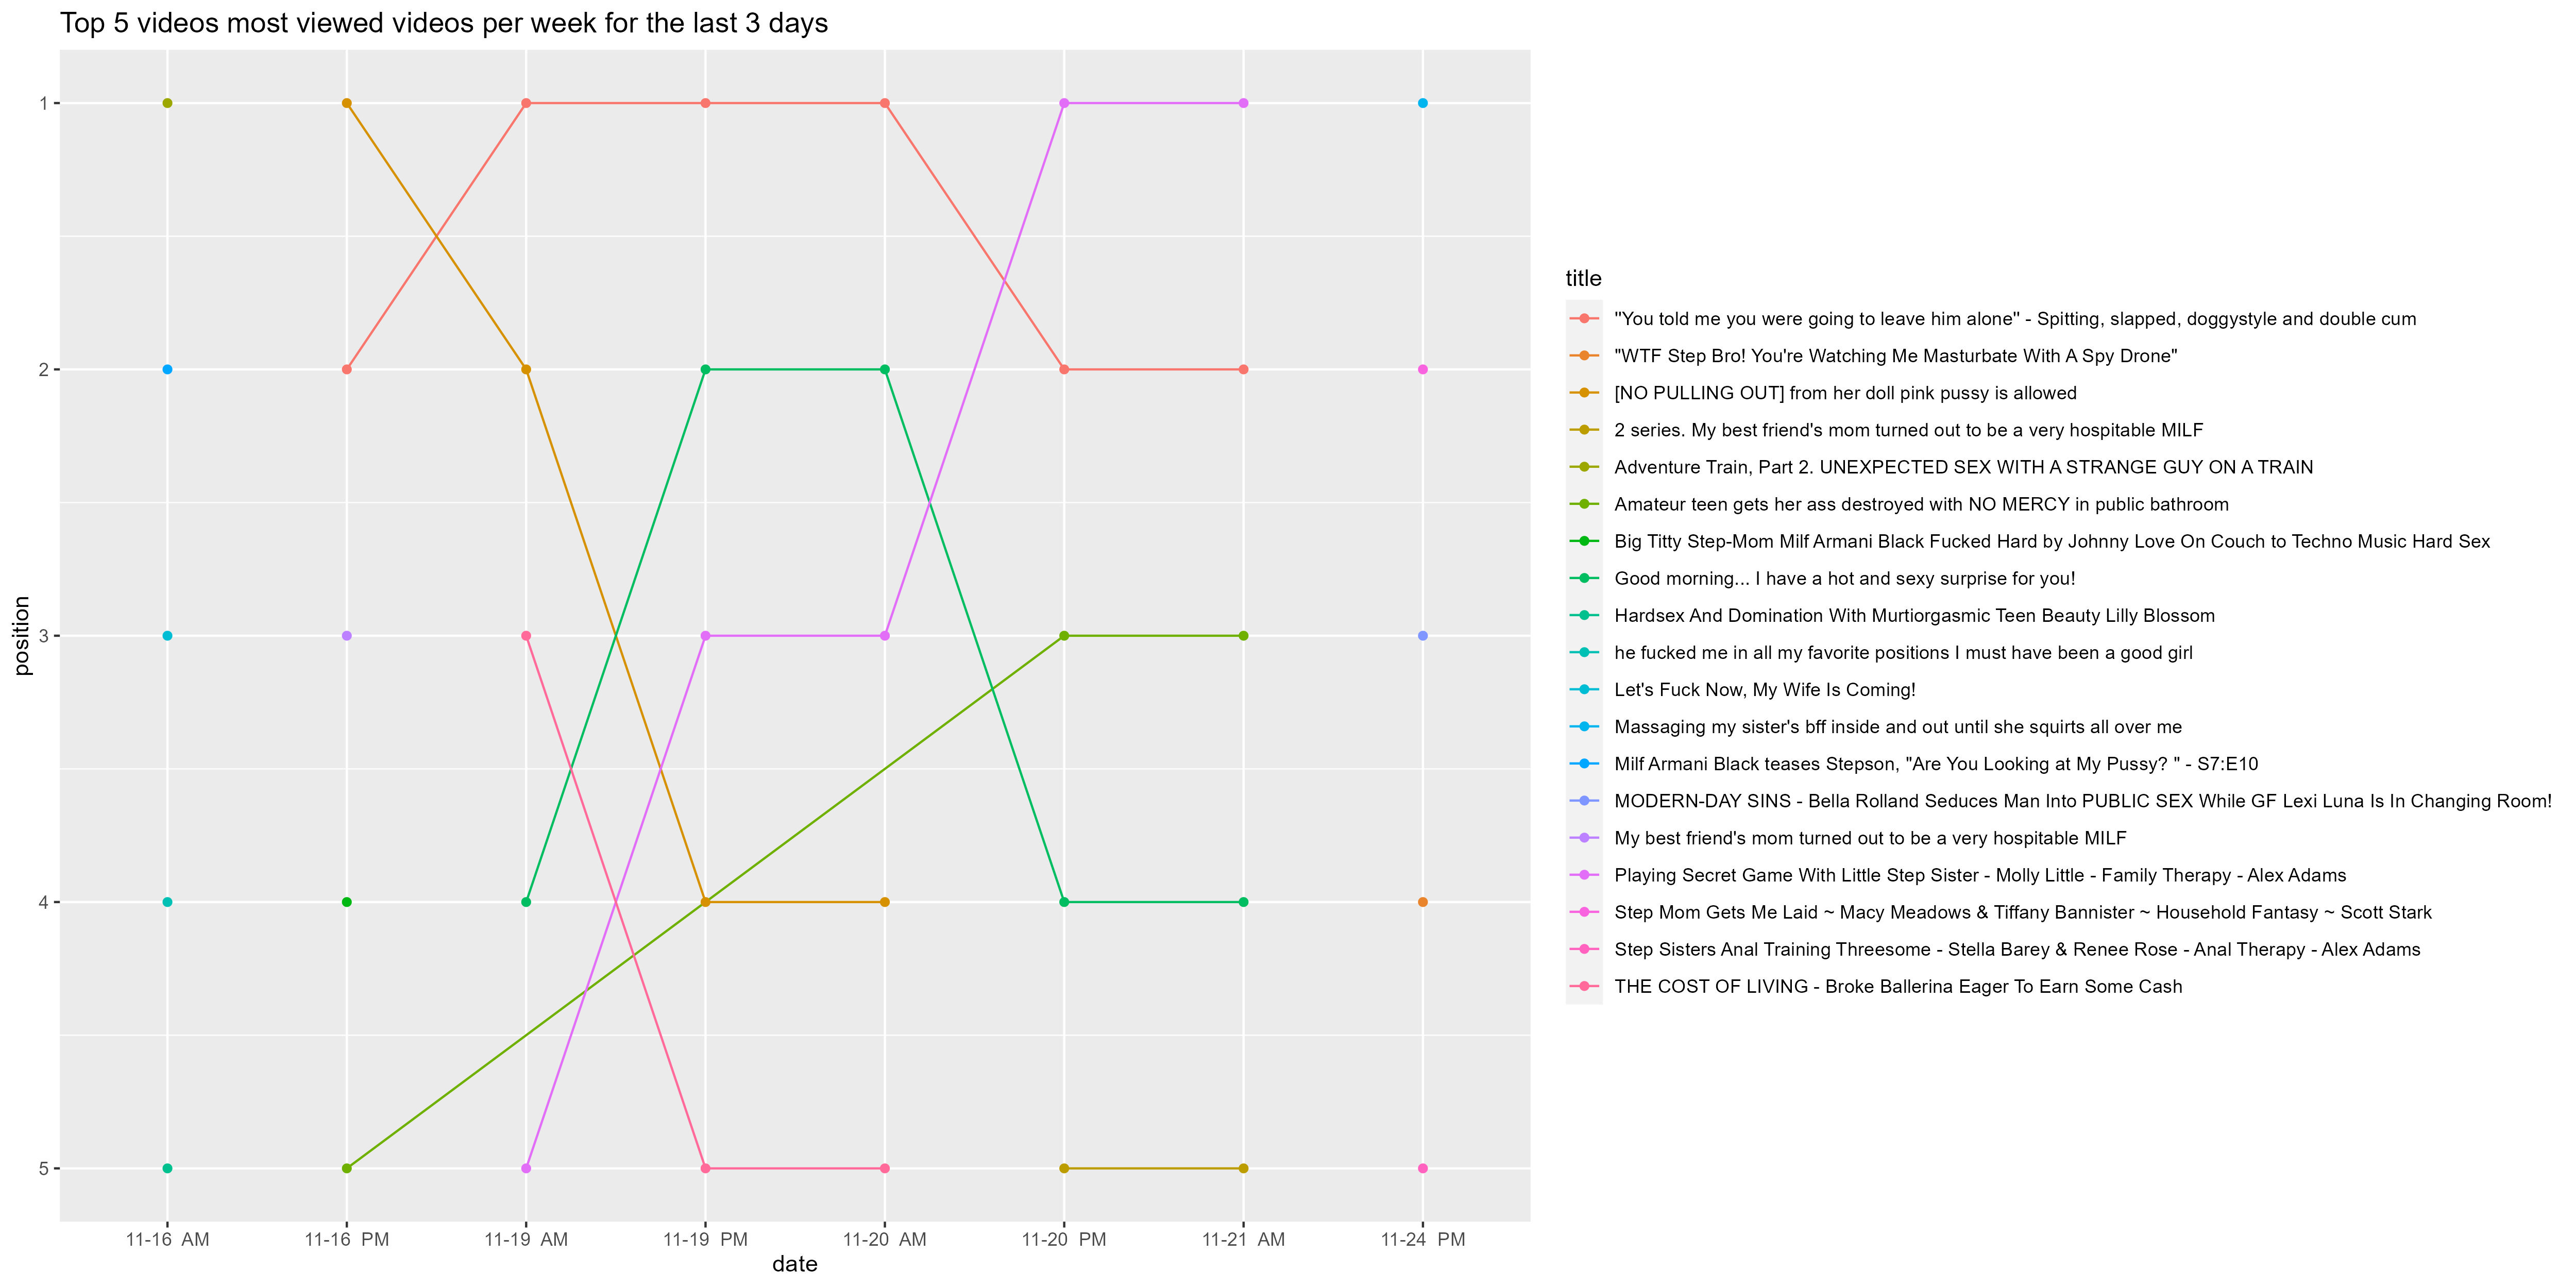 Top 5 videos most viewed videos per week for the last 3 days
position
1
2
3
4
5
11-16 AM
11-16 PM
11-19 AM
11-19 PM
11-20 AM
11-20 PM
11-21 AM
11-24 PM
date
title
"You told me you were going to leave him alone" - Spitting, slapped, doggystyle and double cum
"WTF Step Bro! You're Watching Me Masturbate With A Spy Drone"
[NO PULLING OUT] from her doll pink pussy is allowed
2 series. My best friend's mom turned out to be a very hospitable MILF
Adventure Train, Part 2. UNEXPECTED SEX WITH A STRANGE GUY ON A TRAIN
Amateur teen gets her ass destroyed with NO MERCY in public bathroom
Big Titty Step-Mom Milf Armani Black Fucked Hard by Johnny Love On Couch to Techno Music Hard Sex
Good morning... I have a hot and sexy surprise for you!
Hardsex And Domination With Murtiorgasmic Teen Beauty Lilly Blossom
he fucked me in all my favorite positions I must have been a good girl
Let's Fuck Now, My Wife Is Coming!
Massaging my sister's bff inside and out until she squirts all over me
Milf Armani Black teases Stepson, "Are You Looking at My Pussy? " - S7:E10
MODERN-DAY SINS - Bella Rolland Seduces Man Into PUBLIC SEX While GF Lexi Luna Is In Changing Room!
My best friend's mom turned out to be a very hospitable MILF
Playing Secret Game With Little Step Sister - Molly Little - Family Therapy - Alex Adams
Step Mom Gets Me Laid ~ Macy Meadows & Tiffany Bannister ~ Household Fantasy ~ Scott Stark
Step Sisters Anal Training Threesome - Stella Barey & Renee Rose - Anal Therapy - Alex Adams
THE COST OF LIVING - Broke Ballerina Eager To Earn Some Cash